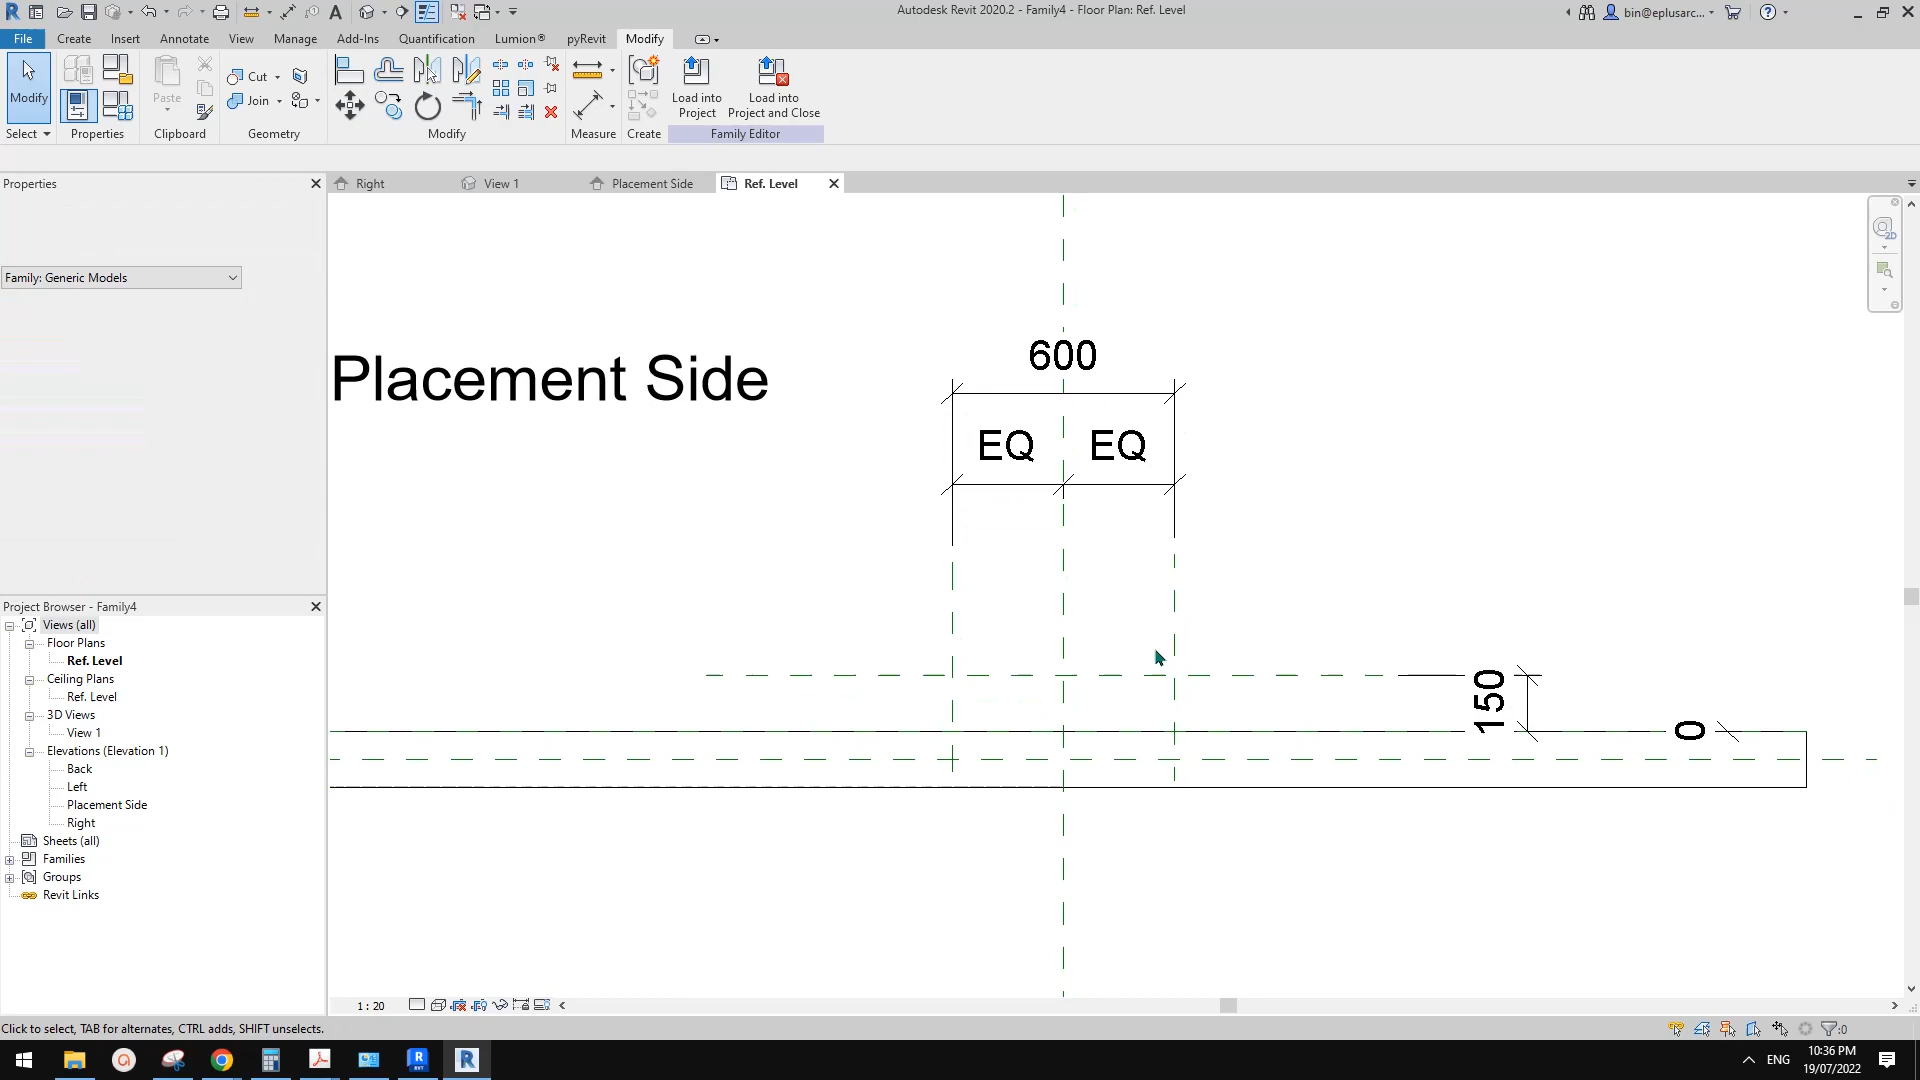 Autodesk Revit 2020.2 - Family4 - Floor Plan: Ref. Level
bin@eplusarc...
File Create Insert Annotate View Manage Add-Ins Quantification Lumion® pyRevit Modify
Modify
Cut
Join
Paste
Load into Project
Load into Project and Close
Select Properties Clipboard Geometry Modify Measure Create Family Editor
Properties
Right
View 1
Placement Side
Ref. Level
2D
Family: Generic Models
600
Placement Side
EQ EQ
150
0
Project Browser - Family4
Views (all)
Floor Plans
Ref. Level
Ceiling Plans
Ref. Level
3D Views
View 1
Elevations (Elevation 1)
Back
Left
Placement Side
Right
Sheets (all)
Families
Groups
Revit Links
1 : 20
Click to select, TAB for alternates, CTRL adds, SHIFT unselects.
:0
ENG
10:36 PM
19/07/2022